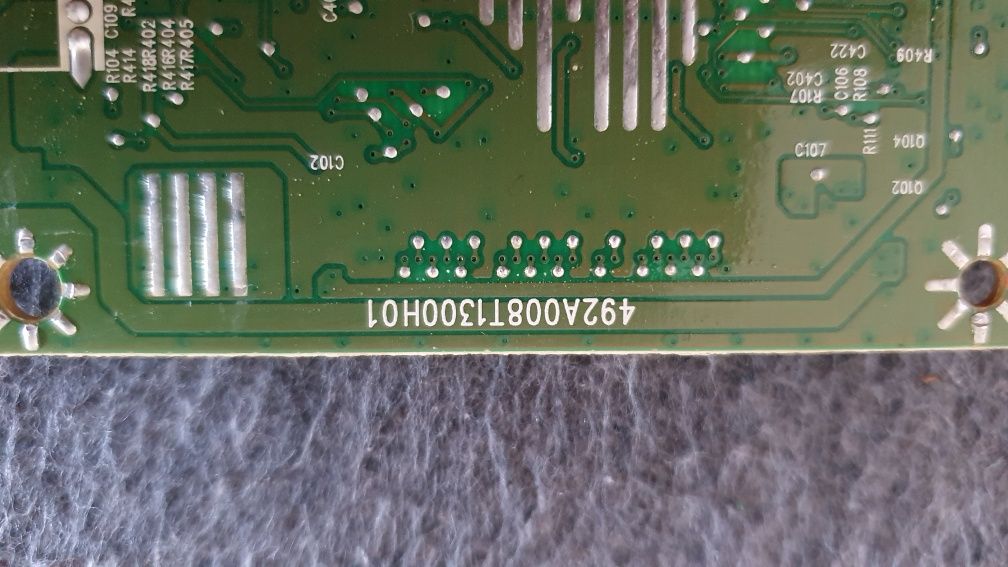 C109
R104
R414
R418R402
R416R404
R417R405
C102
C422
R409
C402
R107
C106
R108
R111
Q104
C107
Q102
492A008T1300H01